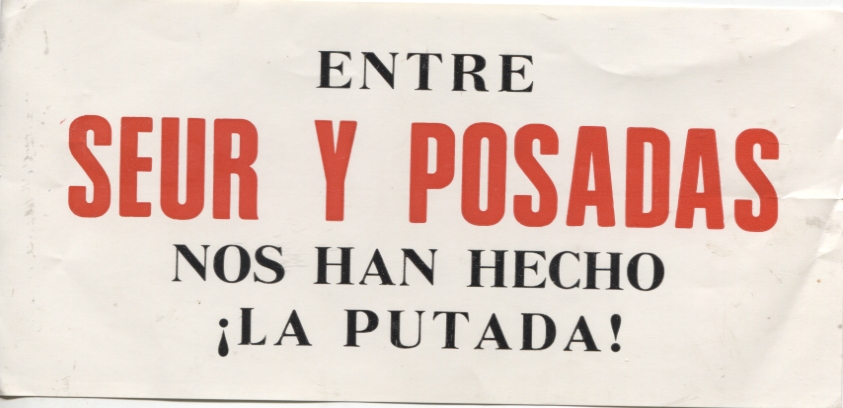 ENTRE
SEUR Y POSADAS
NOS HAN HECHO
¡LA PUTADA!